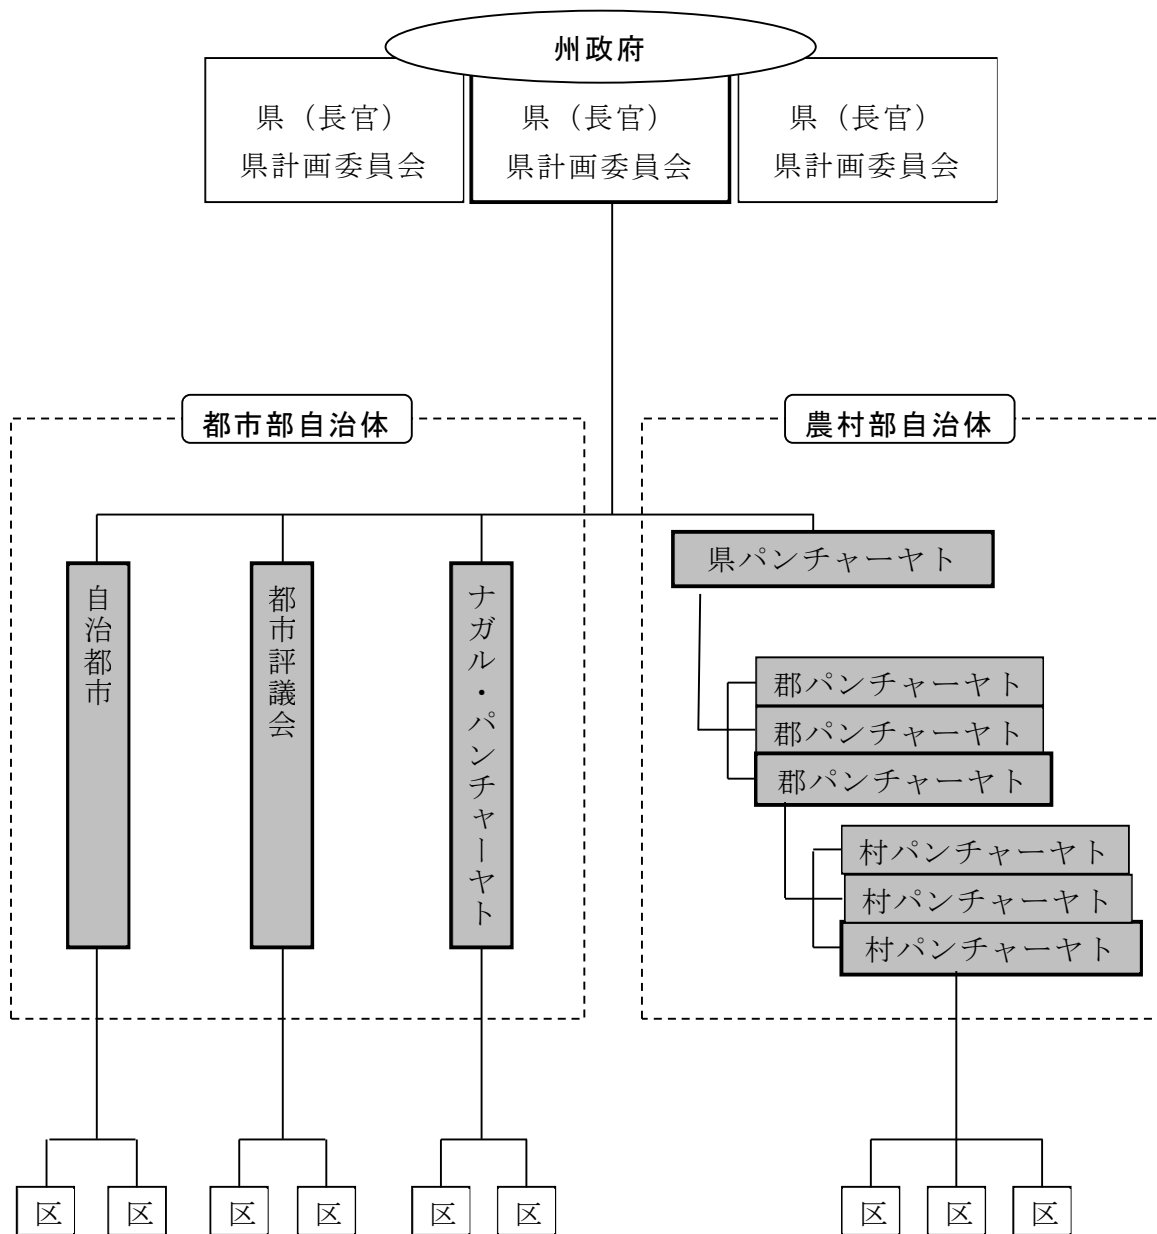 州政府
県（長官）
県計画委員会
県（長官）
県計画委員会
県（長官）
県計画委員会
都市部自治体
農村部自治体
自治都市
都市評議会
ナガル・パンチャーヤト
県パンチャーヤト
郡パンチャーヤト
郡パンチャーヤト
郡パンチャーヤト
村パンチャーヤト
村パンチャーヤト
村パンチャーヤト
区
区
区
区
区
区
区
区
区